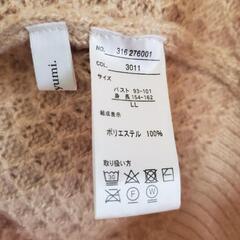 yumi.
NO. 316 276001
COL. 3011
サイズ
バスト 93-101
身長 154-162
LL
組成表示
ポリエステル 100%
取り扱い方